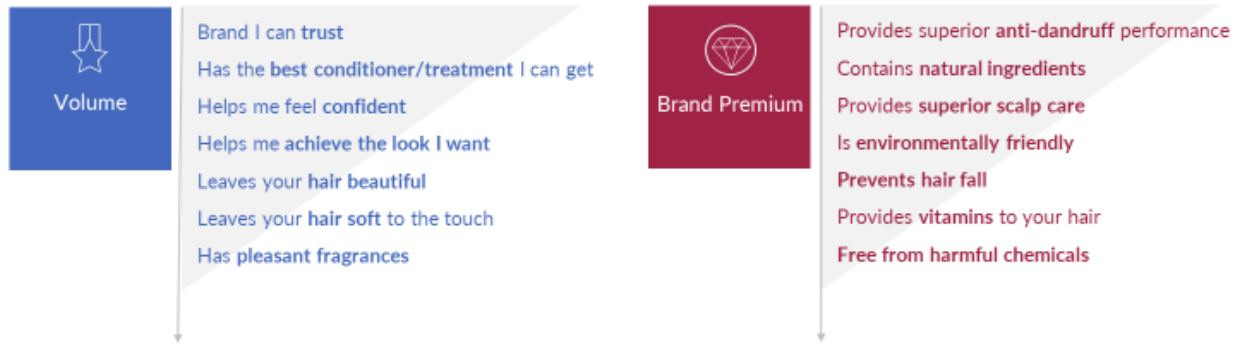 Volume
Brand I can trust
Has the best conditioner/treatment I can get
Helps me feel confident
Helps me achieve the look I want
Leaves your hair beautiful
Leaves your hair soft to the touch
Has pleasant fragrances
Brand Premium
Provides superior anti-dandruff performance
Contains natural ingredients
Provides superior scalp care
Is environmentally friendly
Prevents hair fall
Provides vitamins to your hair
Free from harmful chemicals